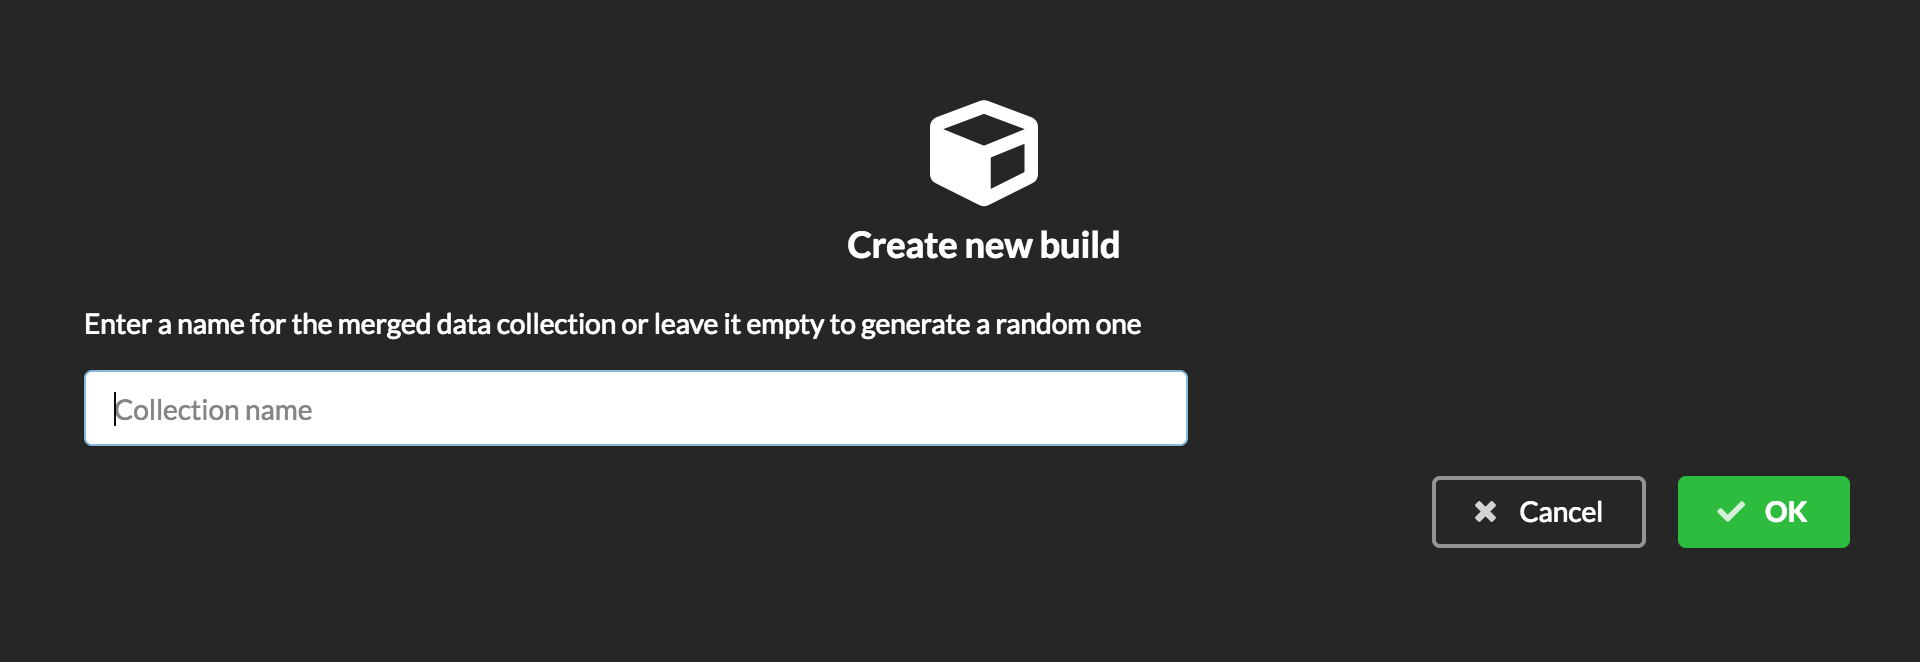 Create new build
Enter a name for the merged data collection or leave it empty to generate a random one
Collection name
Cancel
OK